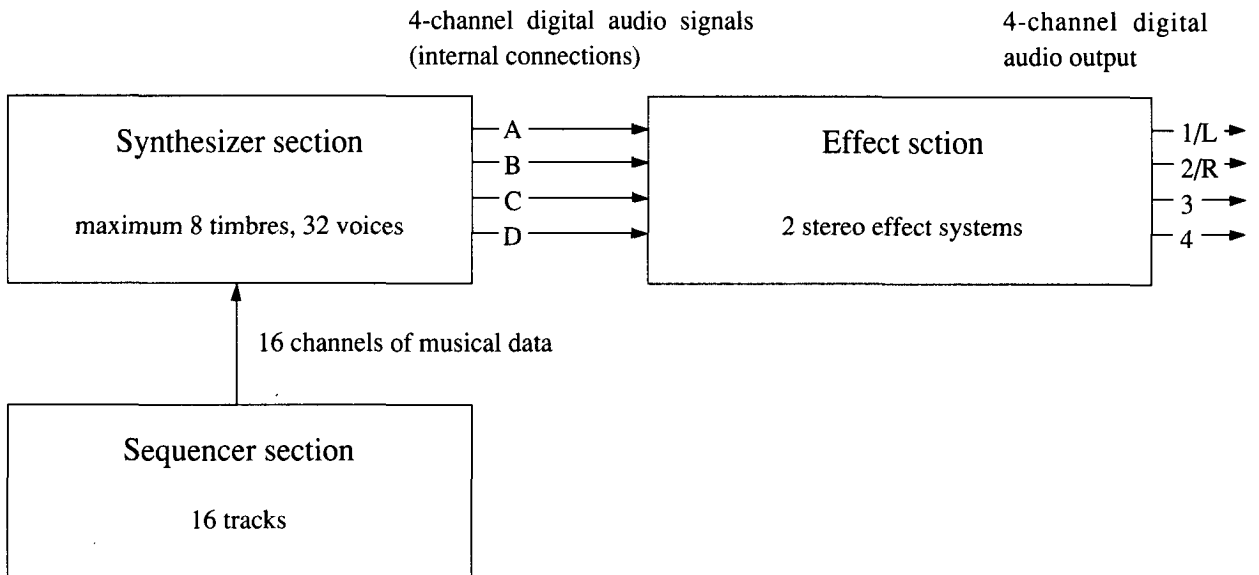 4-channel digital audio signals
(internal connections)
4-channel digital
audio output
Synthesizer section
maximum 8 timbres, 32 voices
A
B
C
D
Effect sction
2 stereo effect systems
1/L
2/R
3
4
16 channels of musical data
Sequencer section
16 tracks